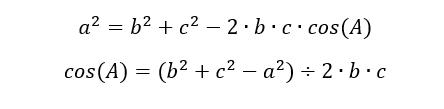 a² = b² + c² − 2 · b · c · cos(A)
cos(A) = (b² + c² − a²) ÷ 2 · b · c